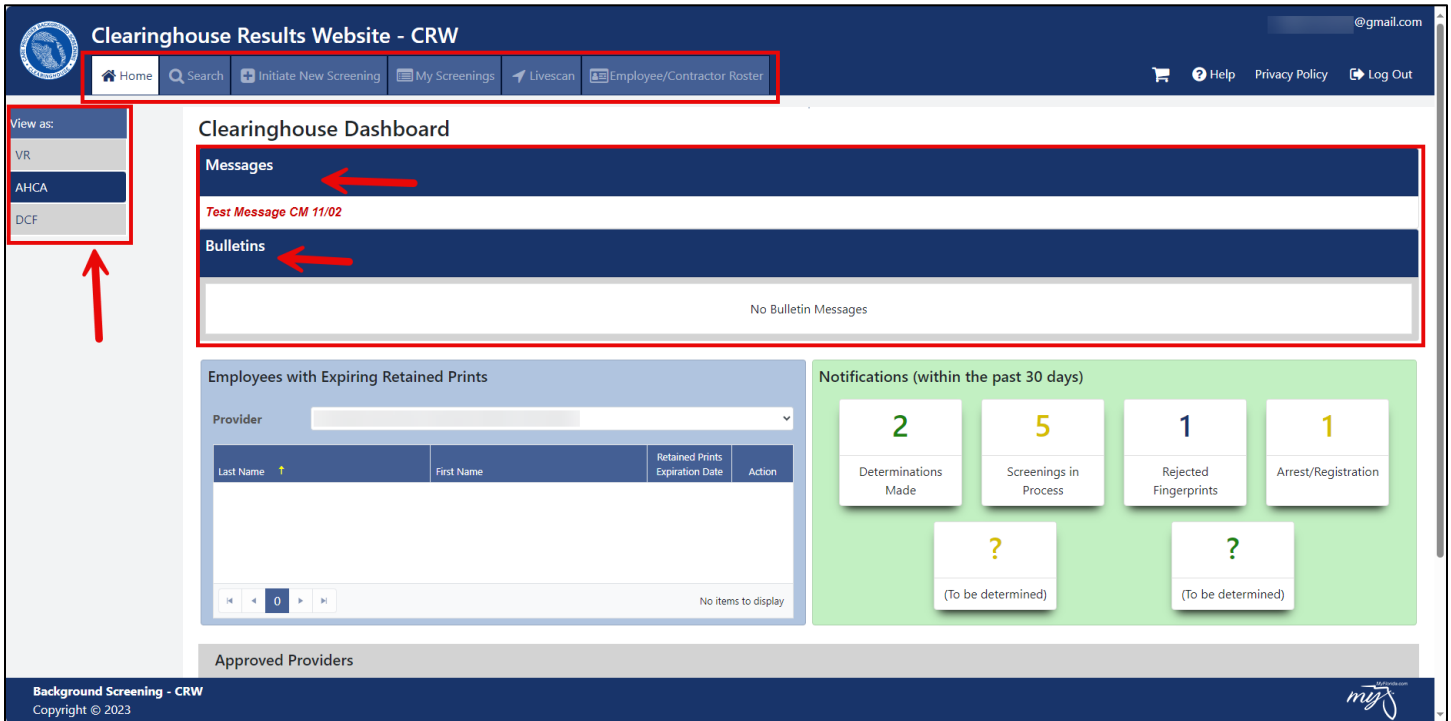 @gmail.com
Clearinghouse Results Website - CRW
Home Search Initiate New Screening My Screenings Livescan Employee/Contractor Roster
Help Privacy Policy Log Out
View as:
VR
AHCA
DCF
Clearinghouse Dashboard
Messages
Test Message CM 11/02
Bulletins
No Bulletin Messages
Employees with Expiring Retained Prints
Provider
Last Name ↑ First Name Retained Prints
Expiration Date Action
0
No items to display
Notifications (within the past 30 days)
2
Determinations
Made
5
Screenings in
Process
1
Rejected
Fingerprints
1
Arrest/Registration
?
(To be determined)
?
(To be determined)
Approved Providers
Background Screening - CRW
Copyright © 2023
MyFlorida.com